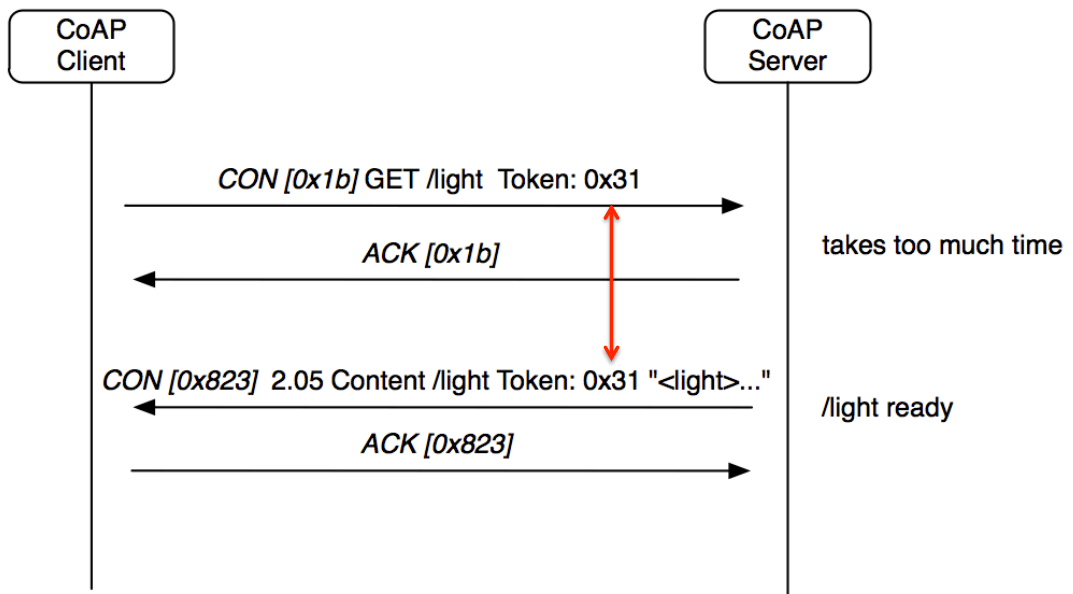 CoAP
Client
CoAP
Server
CON [0x1b] GET /light  Token: 0x31
takes too much time
ACK [0x1b]
CON [0x823]  2.05 Content /light Token: 0x31 "<light>..."
/light ready
ACK [0x823]